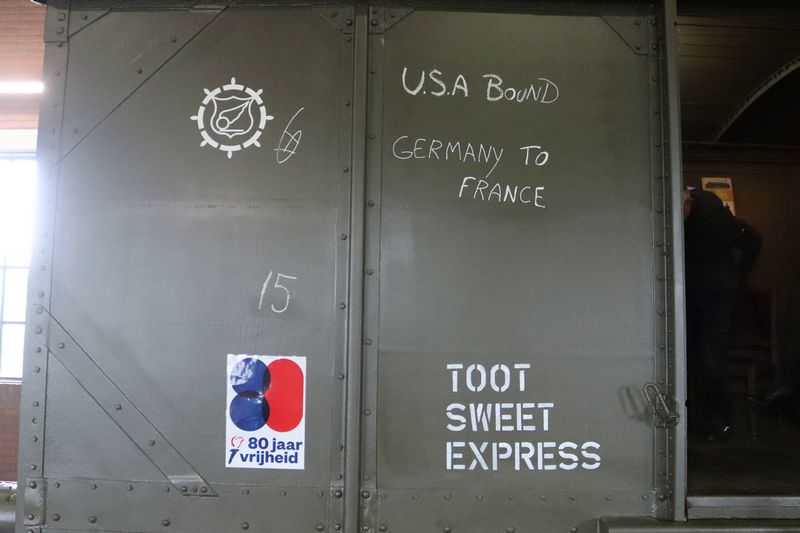 U.S.A BOUND
6
GERMANY TO
FRANCE
15
80 jaar
vrijheid
TOOT
SWEET
EXPRESS